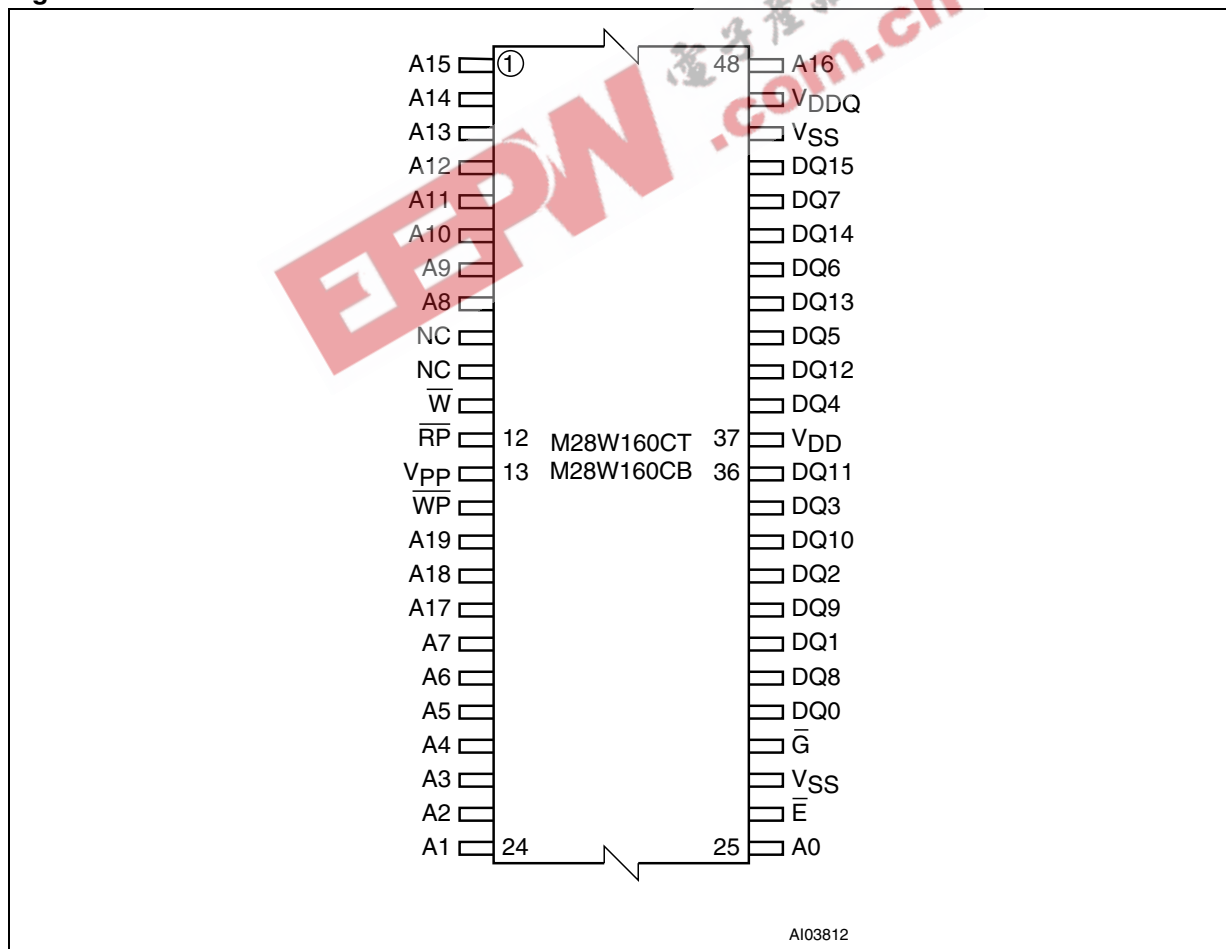 A15 1 48 A16
A14 VDDQ
A13 VSS
A12 DQ15
A11 DQ7
A10 DQ14
A9 DQ6
A8 DQ13
NC DQ5
NC DQ12
W̅ DQ4
R̅P̅ 12 M28W160CT 37 VDD
VPP 13 M28W160CB 36 DQ11
W̅P̅ DQ3
A19 DQ10
A18 DQ2
A17 DQ9
A7 DQ1
A6 DQ8
A5 DQ0
A4 G̅
A3 VSS
A2 E̅
A1 24 25 A0
AI03812
EEPW
.com.cn
電子產